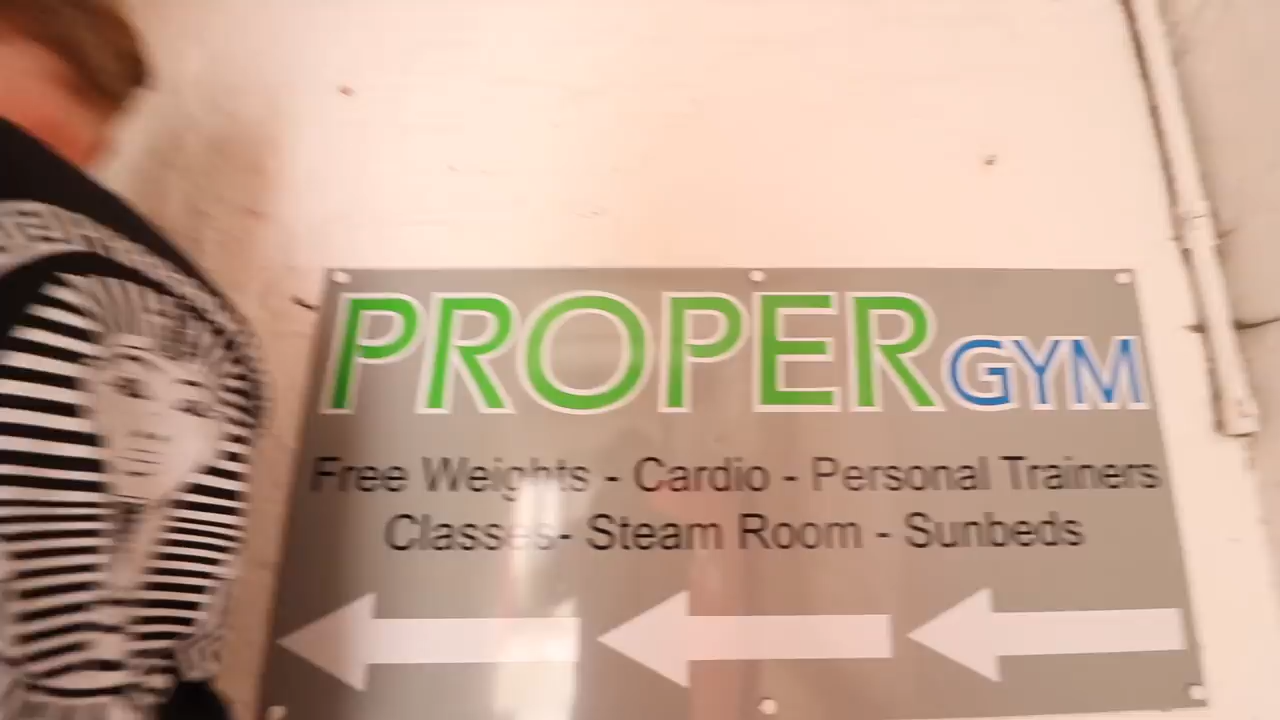 PROPER GYM
Free Weights - Cardio - Personal Trainers
Classes- Steam Room - Sunbeds